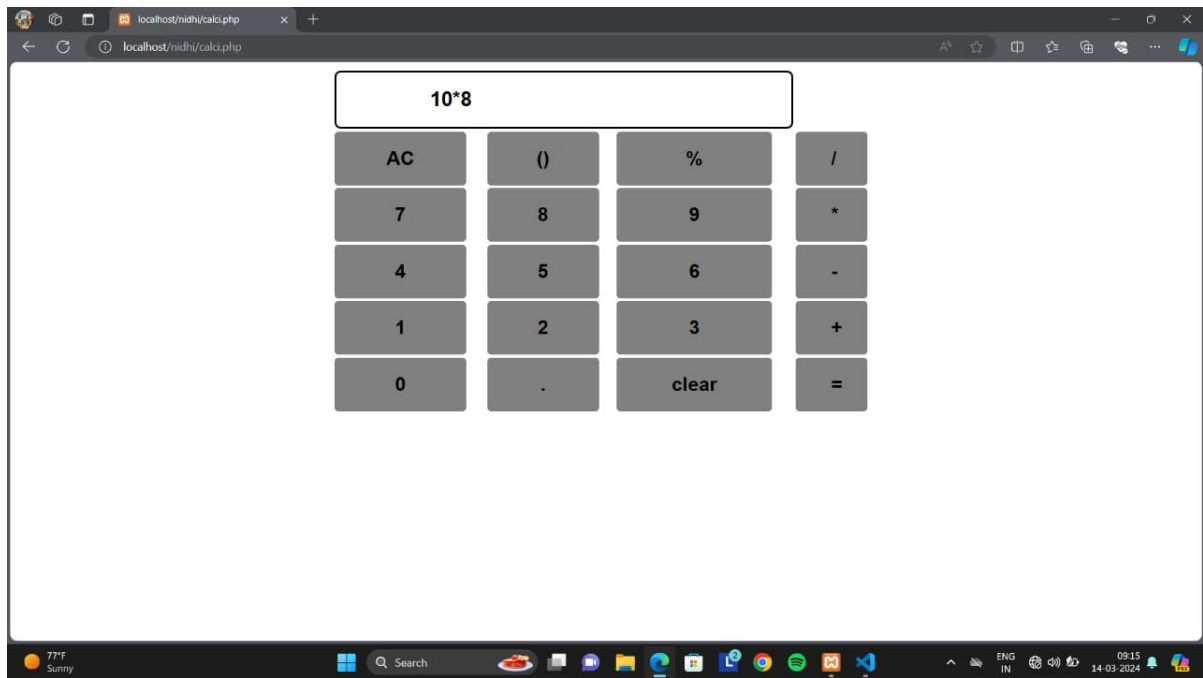 localhost/nidhi/calci.php
localhost/nidhi/calci.php
10*8
AC () % /
7 8 9 *
4 5 6 -
1 2 3 +
0 . clear =
77°F
Sunny
Search
2
ENG
IN
09:15
14-03-2024